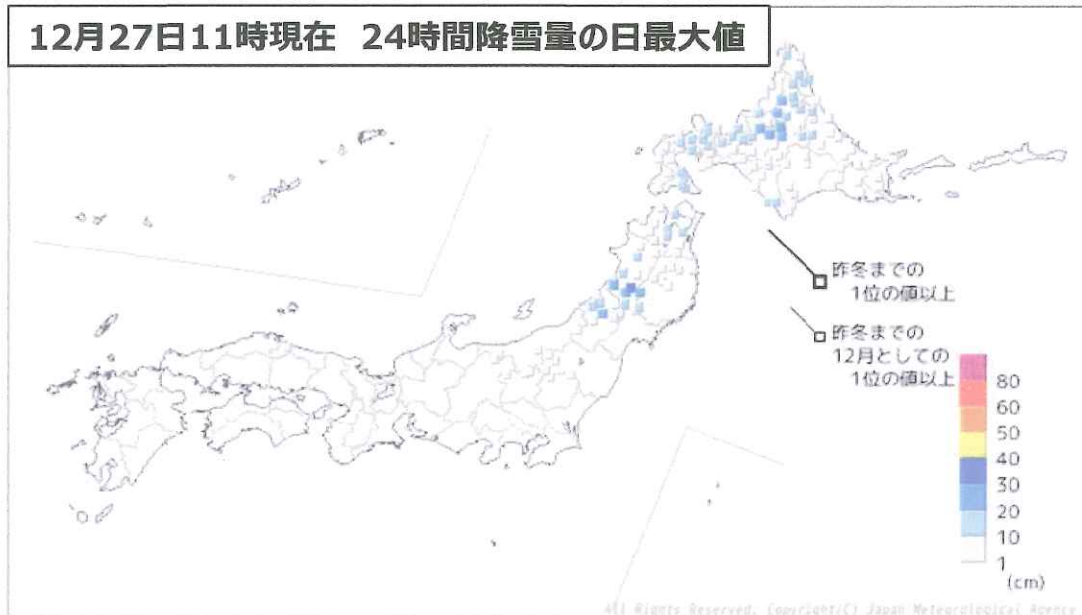 12月27日11時現在 24時間降雪量の日最大値
昨冬までの
1位の値以上
昨冬までの
12月としての
1位の値以上
80
60
50
40
30
20
10
1
(cm)
All Rights Reserved, Copyright(C) Japan Meteorological Agency